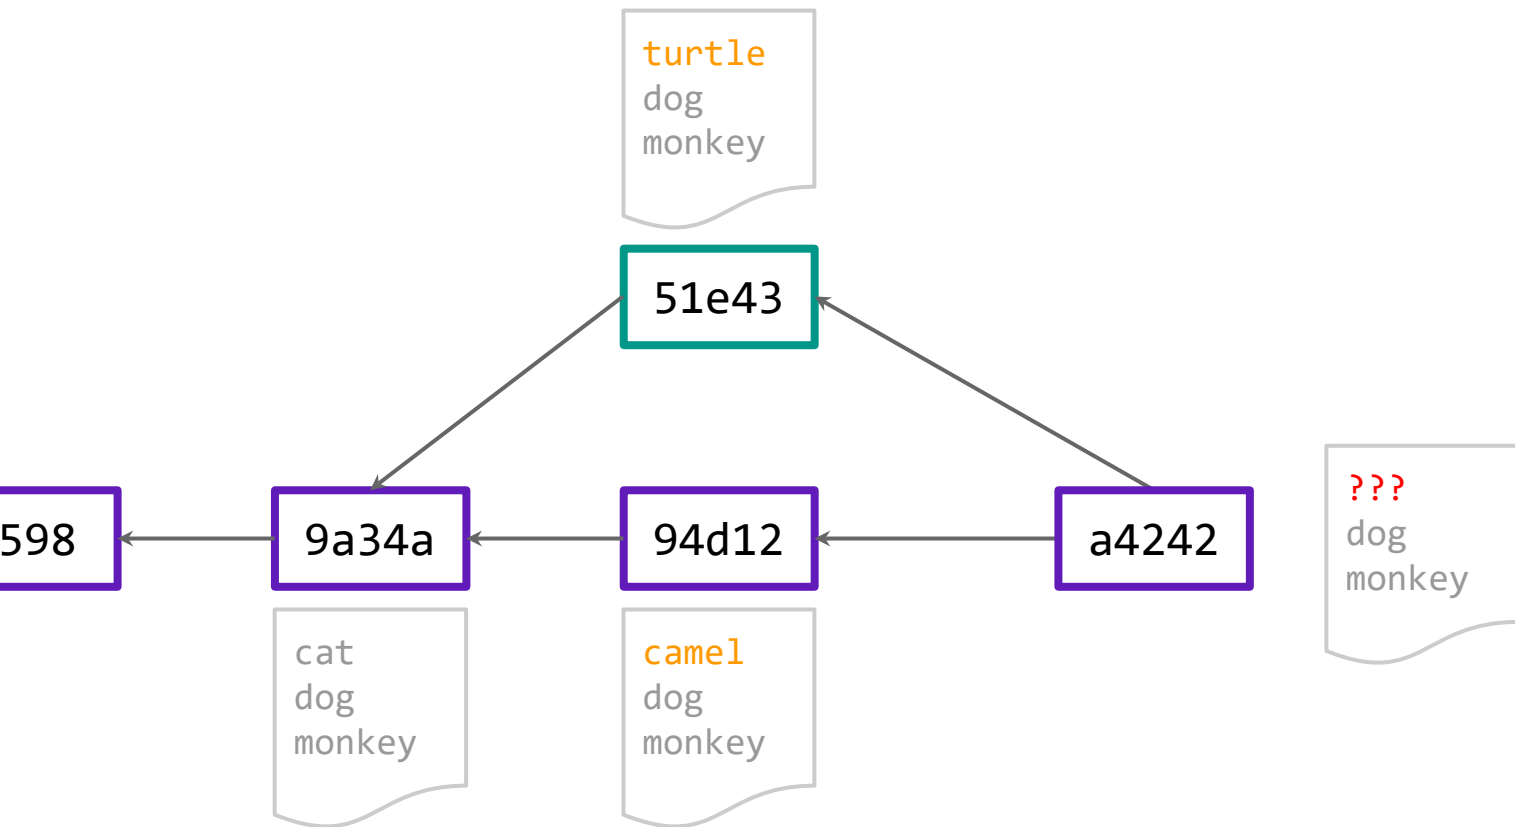 turtle
dog
monkey
51e43
598
9a34a
94d12
a4242
???
dog
monkey
cat
dog
monkey
camel
dog
monkey